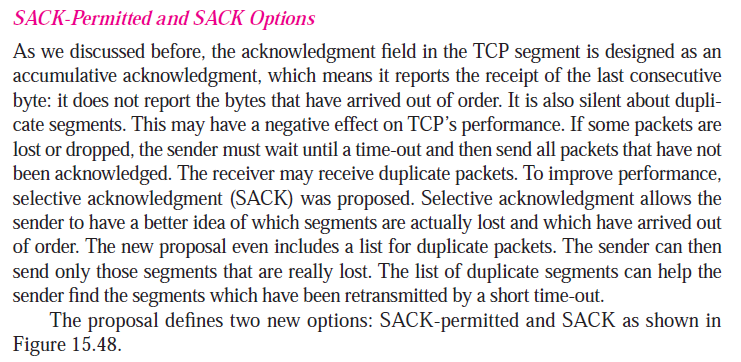 SACK-Permitted and SACK Options
As we discussed before, the acknowledgment field in the TCP segment is designed as an
accumulative acknowledgment, which means it reports the receipt of the last consecutive
byte: it does not report the bytes that have arrived out of order. It is also silent about dupli-
cate segments. This may have a negative effect on TCP's performance. If some packets are
lost or dropped, the sender must wait until a time-out and then send all packets that have not
been acknowledged. The receiver may receive duplicate packets. To improve performance,
selective acknowledgment (SACK) was proposed. Selective acknowledgment allows the
sender to have a better idea of which segments are actually lost and which have arrived out
of order. The new proposal even includes a list for duplicate packets. The sender can then
send only those segments that are really lost. The list of duplicate segments can help the
sender find the segments which have been retransmitted by a short time-out.
The proposal defines two new options: SACK-permitted and SACK as shown in
Figure 15.48.